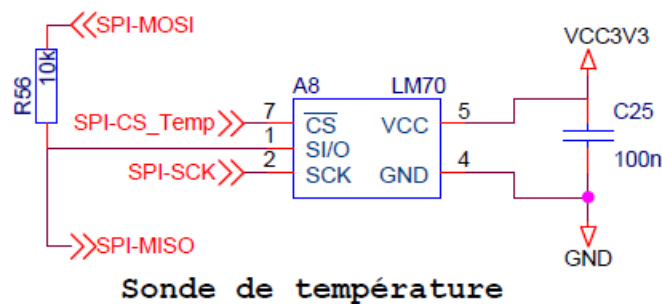 SPI-MOSI
R56
10k
VCC3V3
A8 LM70
SPI-CS_Temp 7 CS VCC 5
1 SI/O
SPI-SCK 2 SCK GND 4
C25
100n
SPI-MISO
GND
Sonde de température